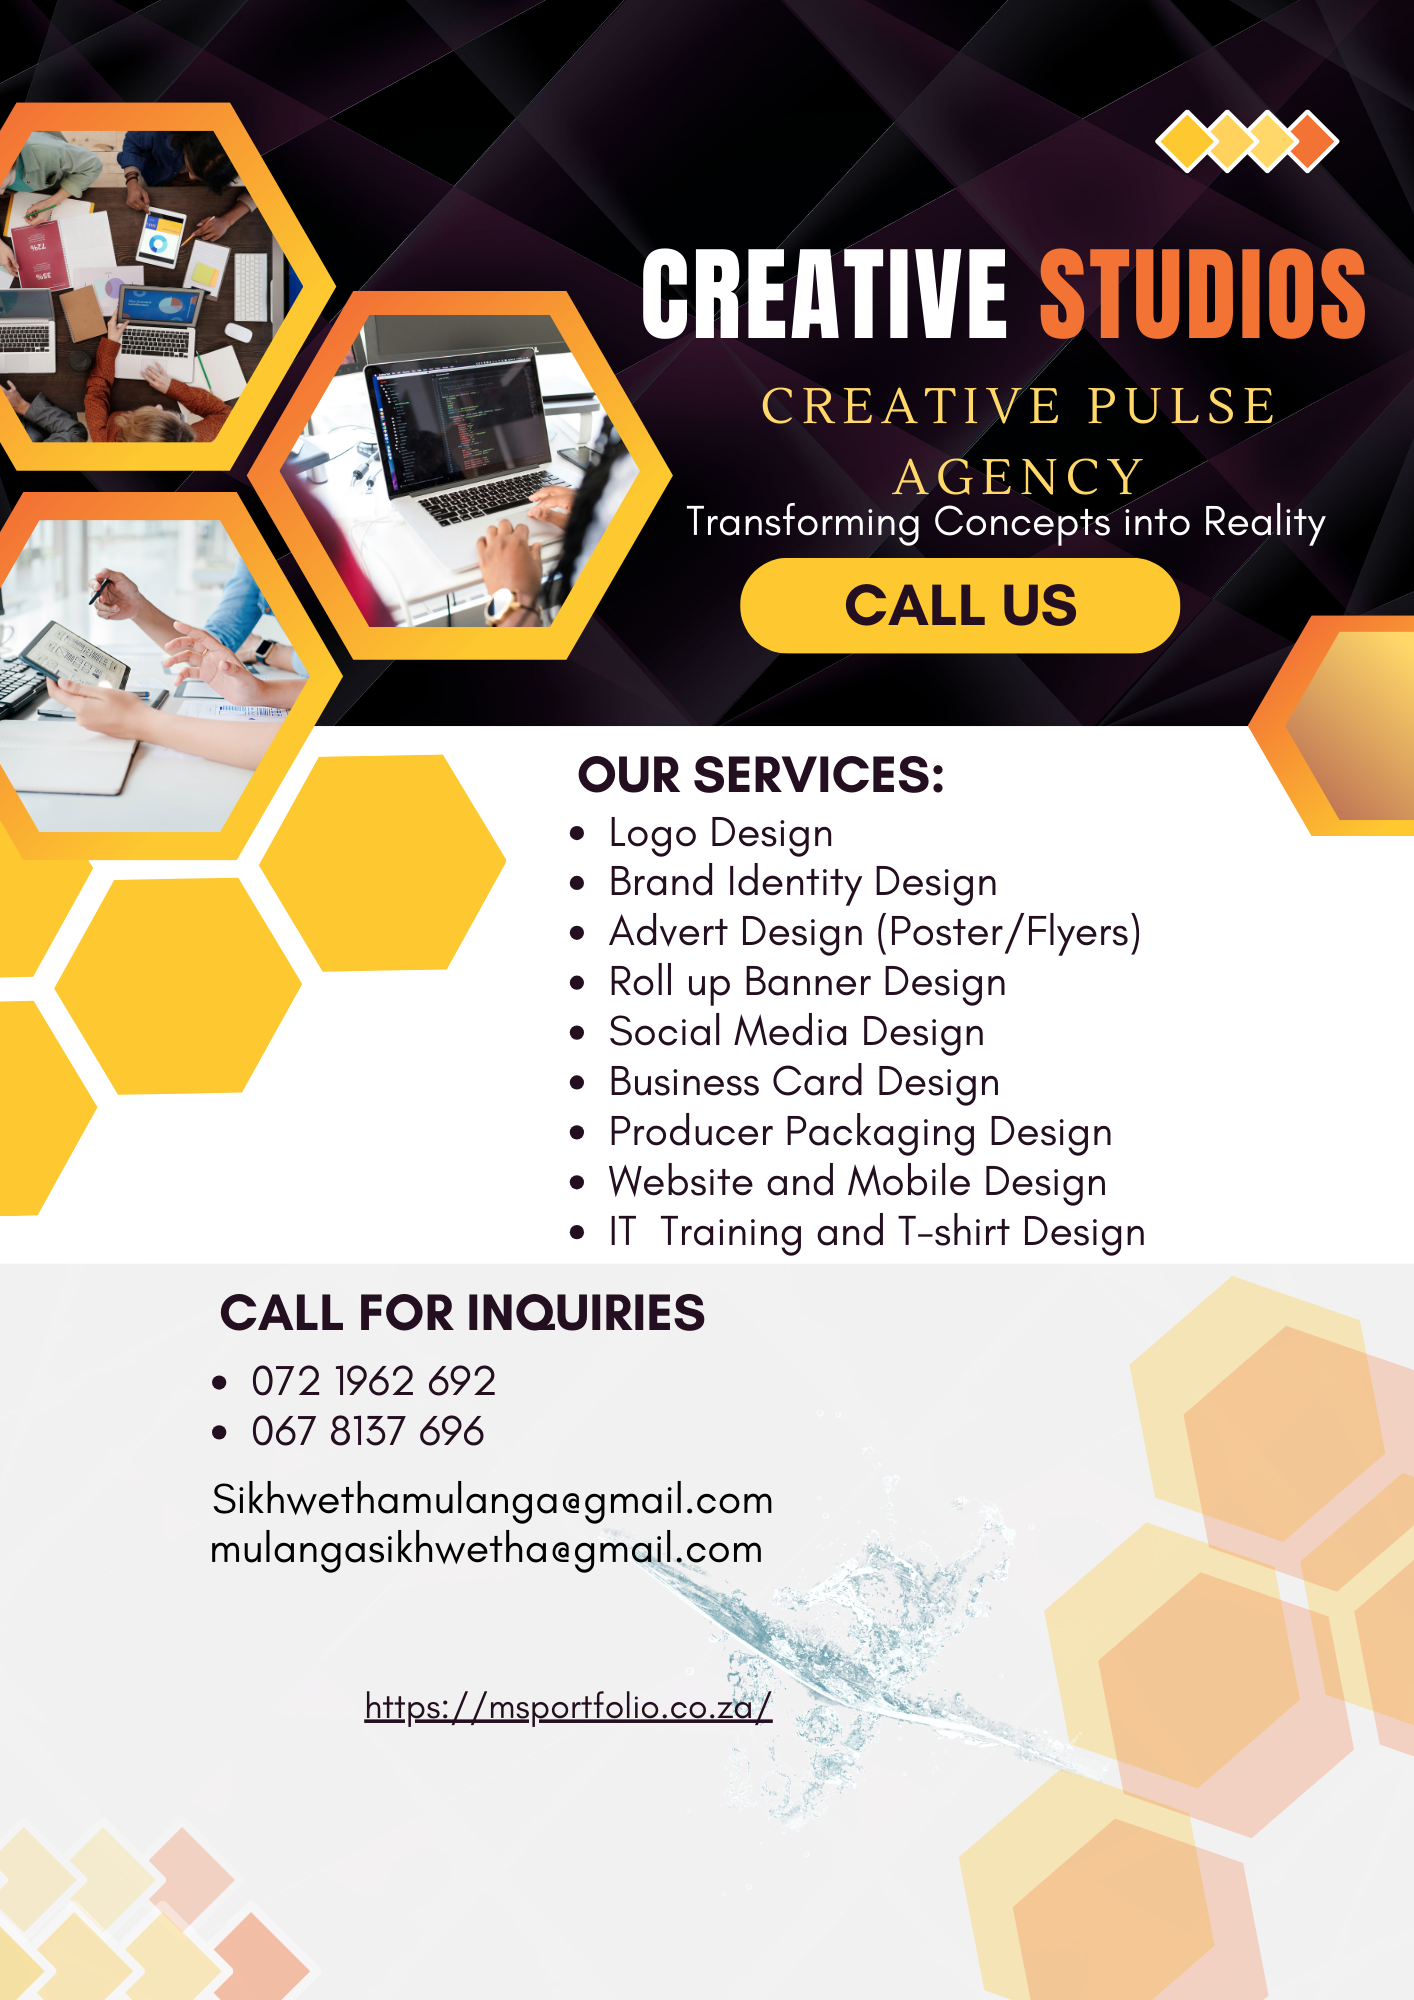 CREATIVE STUDIOS
CREATIVE PULSE
AGENCY
Transforming Concepts into Reality
CALL US
OUR SERVICES:
• Logo Design
• Brand Identity Design
• Advert Design (Poster/Flyers)
• Roll up Banner Design
• Social Media Design
• Business Card Design
• Producer Packaging Design
• Website and Mobile Design
• IT  Training and T-shirt Design
CALL FOR INQUIRIES
• 072 1962 692
• 067 8137 696
Sikhwethamulanga@gmail.com
mulangasikhwetha@gmail.com
https://msportfolio.co.za/